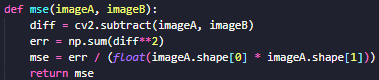 def mse(imageA, imageB):
    diff = cv2.subtract(imageA, imageB)
    err = np.sum(diff**2)
    mse = err / (float(imageA.shape[0] * imageA.shape[1]))
    return mse